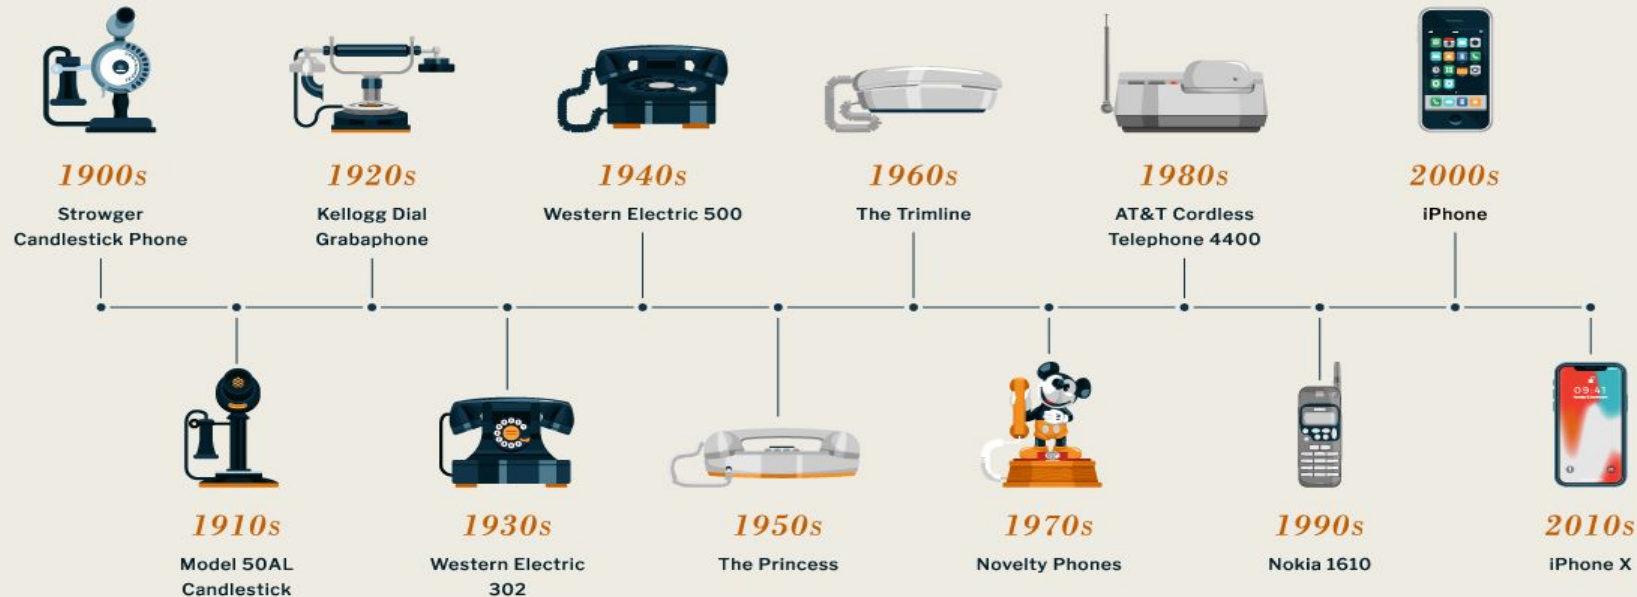 1900s
Strowger
Candlestick Phone
1920s
Kellogg Dial
Grabaphone
1940s
Western Electric 500
1960s
The Trimline
1980s
AT&T Cordless
Telephone 4400
2000s
iPhone
1910s
Model 50AL
Candlestick
1930s
Western Electric
302
1950s
The Princess
1970s
Novelty Phones
1990s
Nokia 1610
09:41
2010s
iPhone X